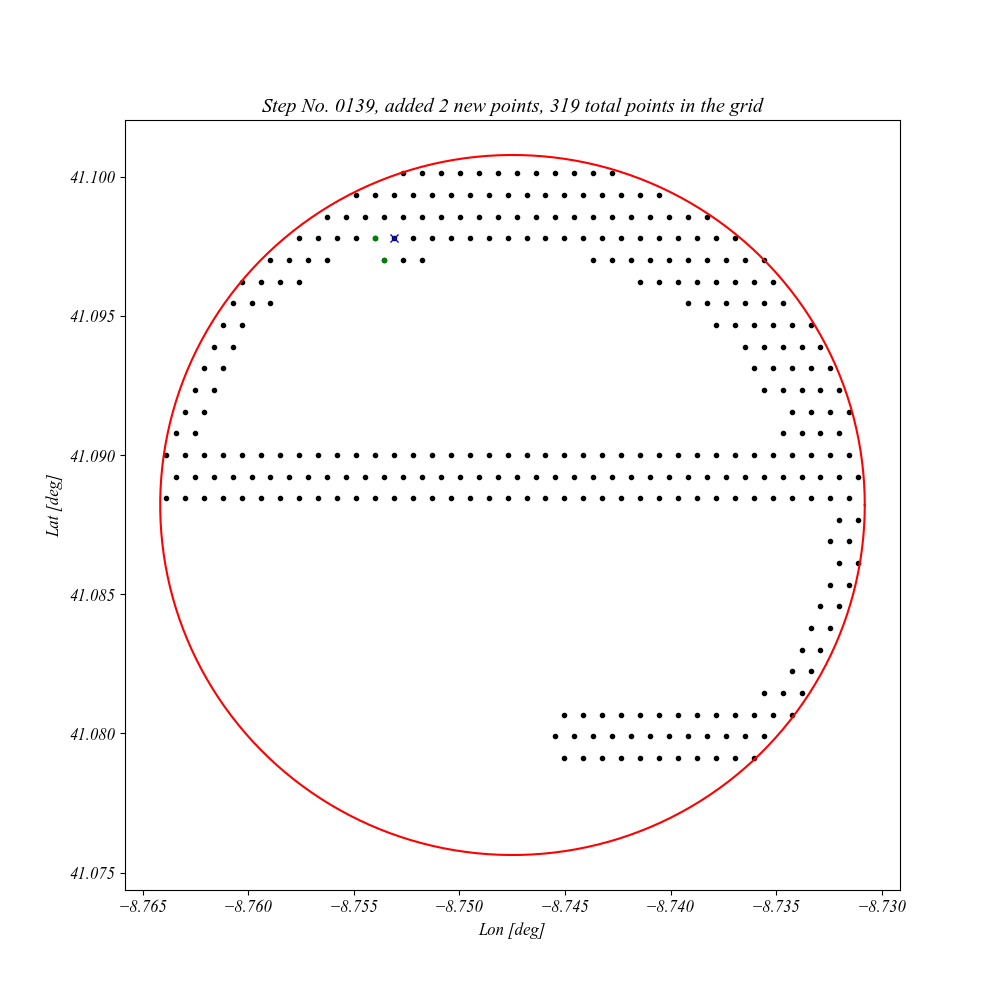 Step No. 0139, added 2 new points, 319 total points in the grid
41.100
41.095
41.090
41.085
41.080
41.075
Lat [deg]
−8.765 −8.760 −8.755 −8.750 −8.745 −8.740 −8.735 −8.730
Lon [deg]